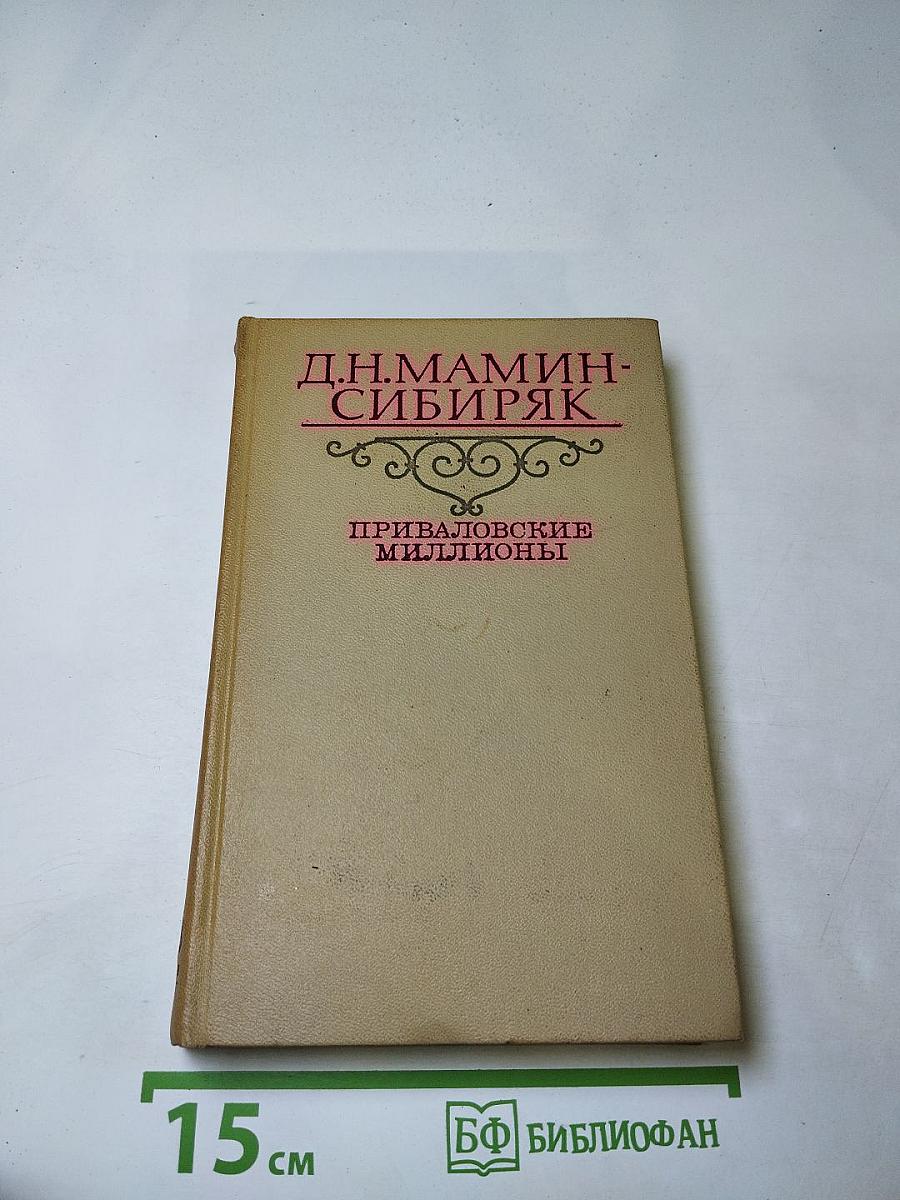 Д.Н.МАМИН-
СИБИРЯК
ПРИВАЛОВСКИЕ
МИЛЛИОНЫ
15 см
БФ БИБЛИОФАН